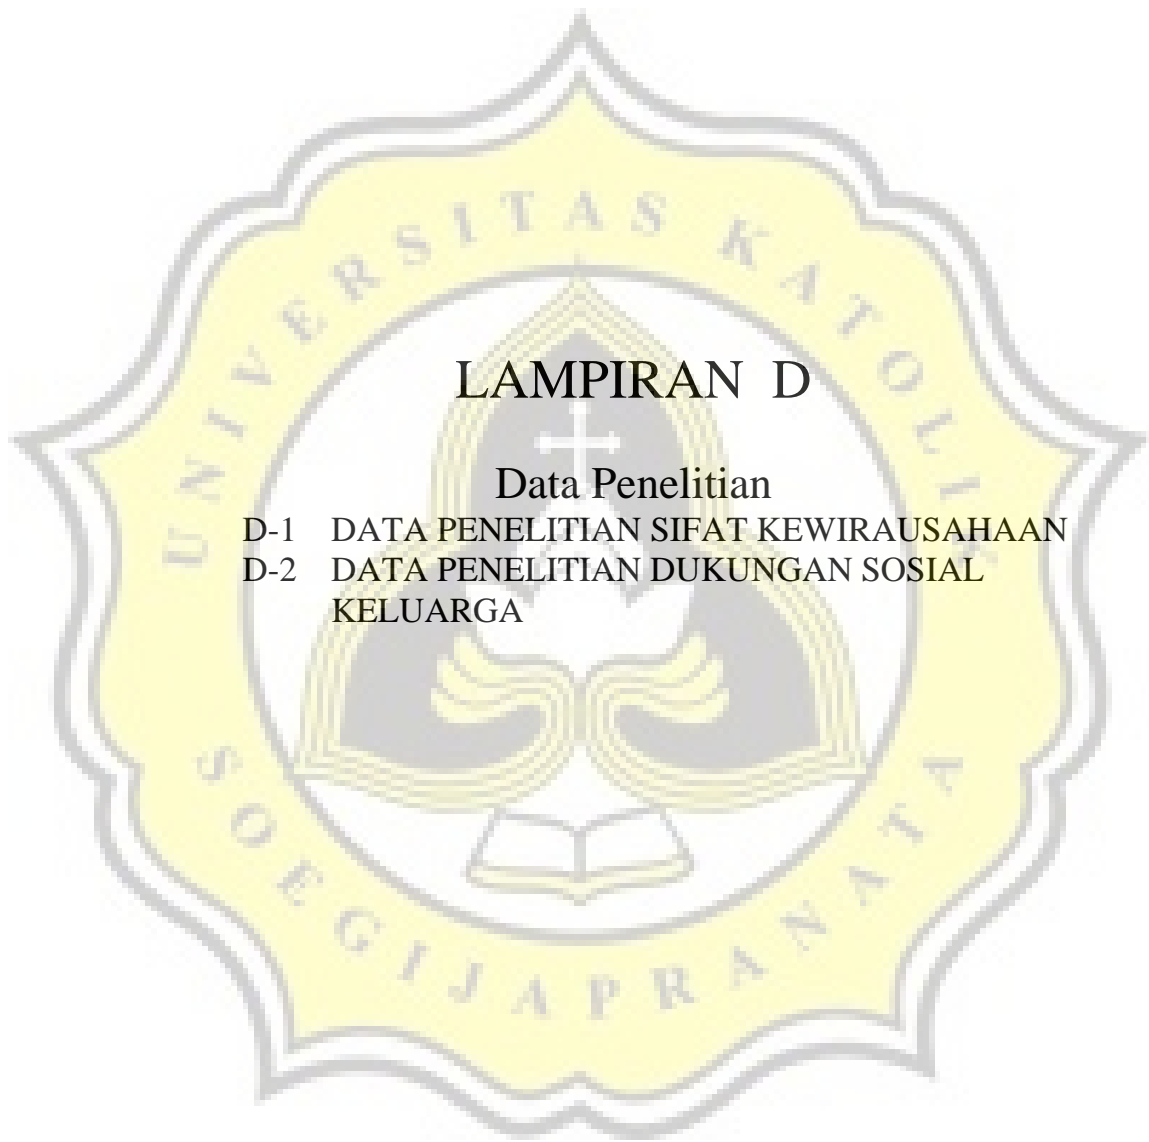 UNIVERSITAS KATOLIK
LAMPIRAN D
Data Penelitian
D-1 DATA PENELITIAN SIFAT KEWIRAUSAHAAN
D-2 DATA PENELITIAN DUKUNGAN SOSIAL
KELUARGA
SOEGIJAPRANATA